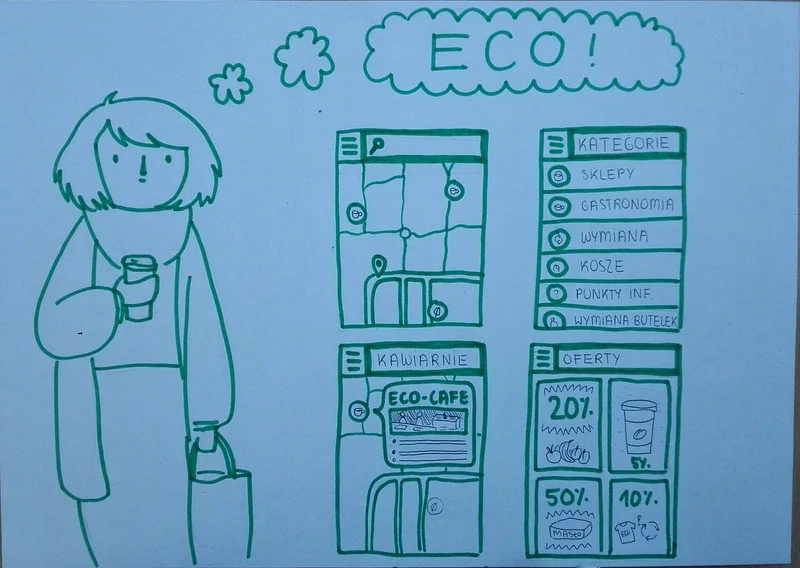 ECO!
KATEGORIE
SKLEPY
GASTRONOMIA
WYMIANA
KOSZE
PUNKTY INF.
WYMIANA BUTELEK
KAWIARNIE
ECO-CAFE
OFERTY
20%
5%
50%
MASŁO
10%
ECO